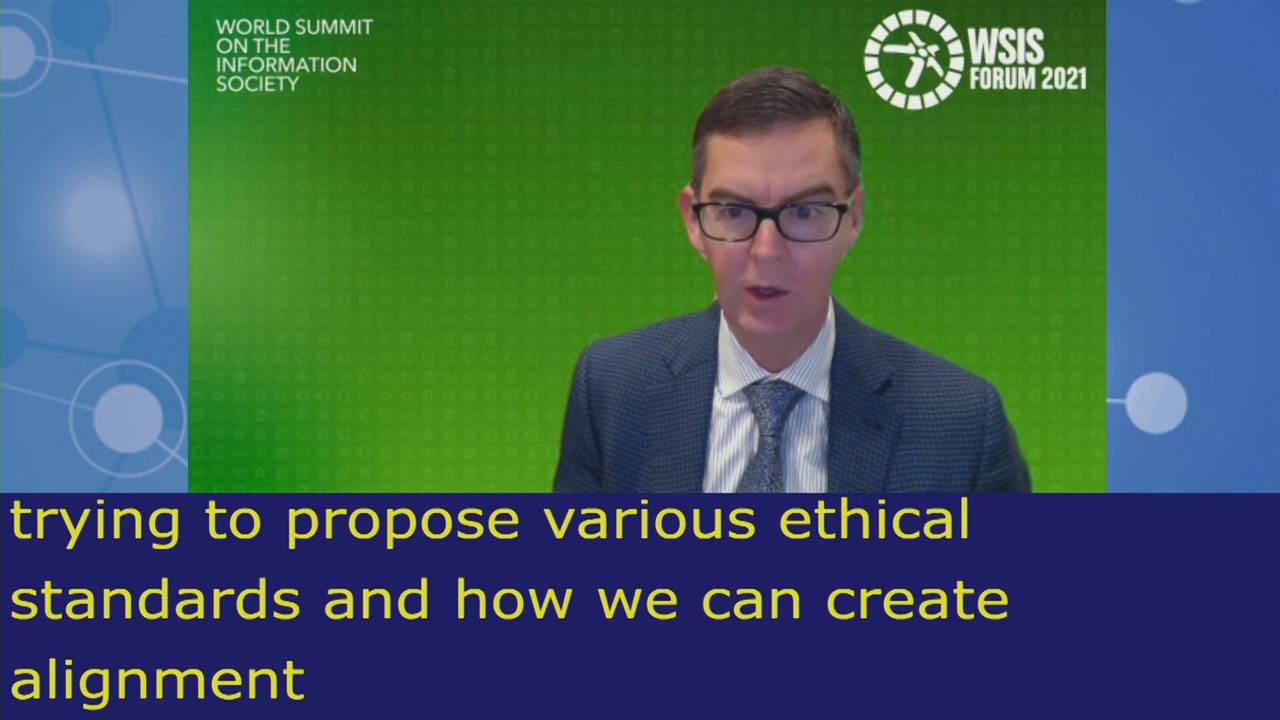 WORLD SUMMIT
ON THE
INFORMATION
SOCIETY
WSIS
FORUM 2021
trying to propose various ethical
standards and how we can create
alignment